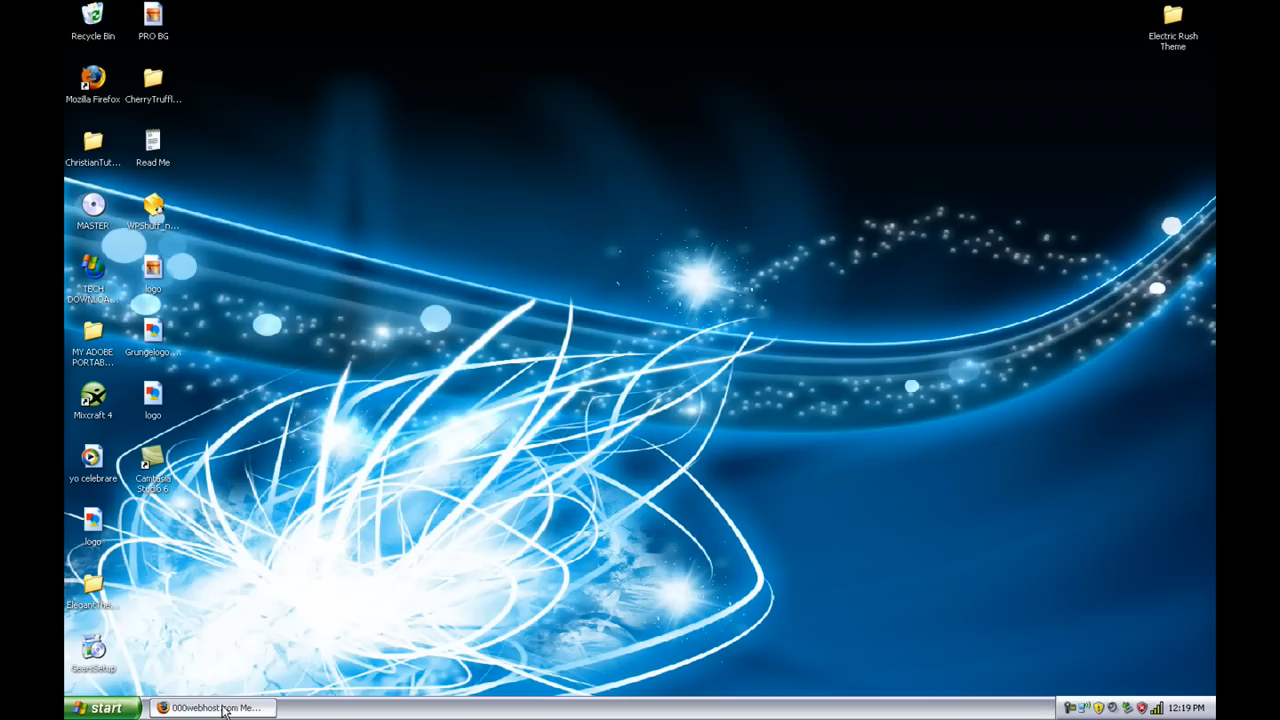 Recycle Bin
PRO BG
Electric Rush
Theme
Mozilla Firefox
CherryTruffl...
ChristianTut...
Read Me
MASTER
WPShuff_n...
TECH
DOWNLOA...
logo
MY ADOBE
PORTAB...
Grungelogo....
Mixcraft 4
logo
yo celebrare
Camtasia
Studio 6
logo
ElegantThe...
GearsSetup
start
000webhost.com Me...
12:19 PM